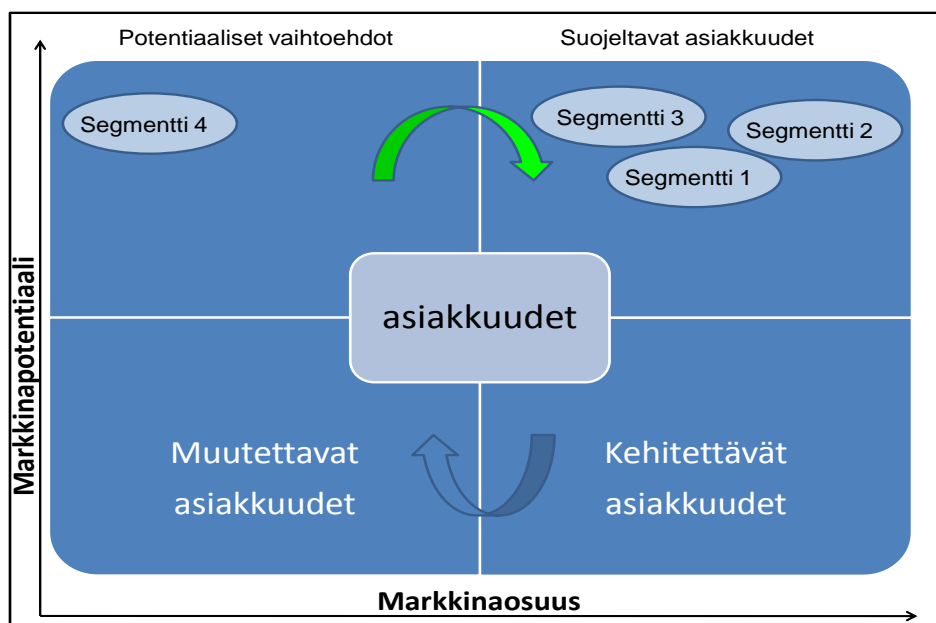 Potentiaaliset vaihtoehdot
Suojeltavat asiakkuudet
Segmentti 4
Segmentti 3
Segmentti 2
Segmentti 1
asiakkuudet
Muutettavat
asiakkuudet
Kehitettävät
asiakkuudet
Markkinapotentiaali
Markkinaosuus